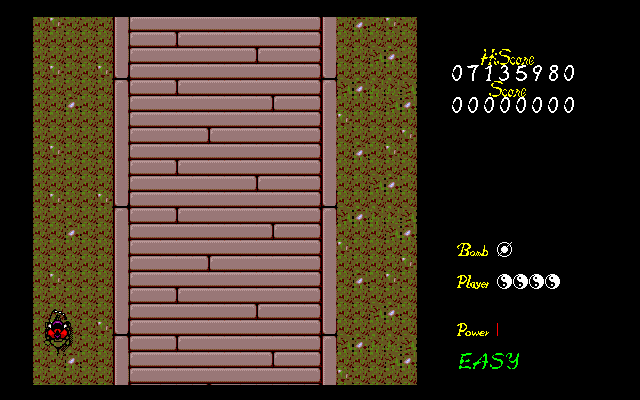 HiScore
07135980
Score
00000000
Bomb
Player
Power
EASY